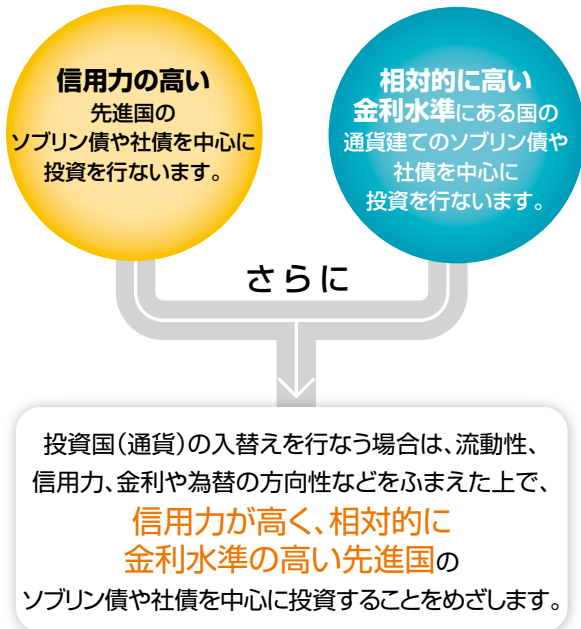 信用力の高い
先進国の
ソブリン債や社債を中心に
投資を行ないます。
相対的に高い
金利水準にある国の
通貨建てのソブリン債や
社債を中心に
投資を行ないます。
さらに
投資国(通貨)の入替えを行なう場合は、流動性、
信用力、金利や為替の方向性などをふまえた上で、
信用力が高く、相対的に
金利水準の高い先進国の
ソブリン債や社債を中心に投資することをめざします。